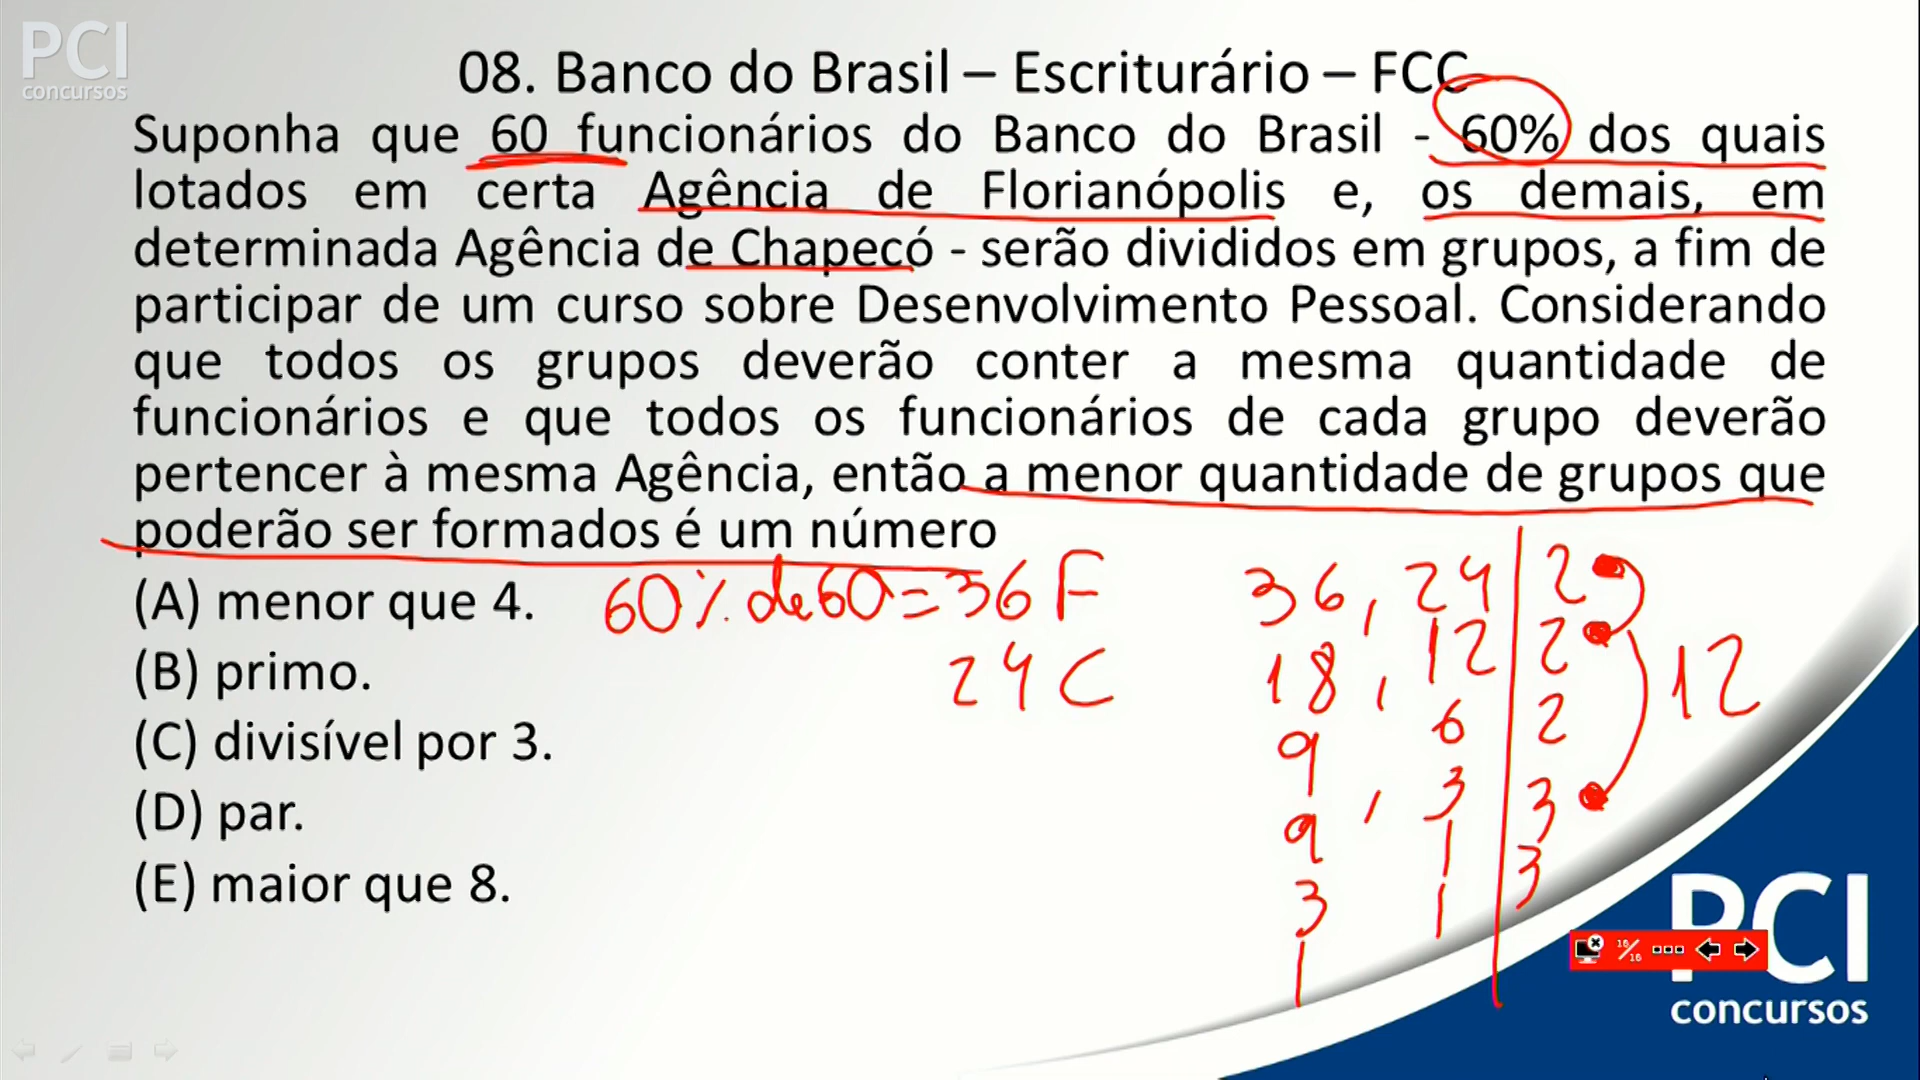 PCI
concursos
08. Banco do Brasil – Escriturário – FCC
Suponha que 60 funcionários do Banco do Brasil - 60% dos quais
lotados em certa Agência de Florianópolis e, os demais, em
determinada Agência de Chapecó - serão divididos em grupos, a fim de
participar de um curso sobre Desenvolvimento Pessoal. Considerando
que todos os grupos deverão conter a mesma quantidade de
funcionários e que todos os funcionários de cada grupo deverão
pertencer à mesma Agência, então a menor quantidade de grupos que
poderão ser formados é um número
(A) menor que 4.
(B) primo.
(C) divisível por 3.
(D) par.
(E) maior que 8.
60% de 60 = 36 F
24 C
36, 24 | 2
18, 12 | 2
9 6 | 2
9, 3 | 3
3 1 | 3
1 1
12
16/16
PCI
concursos